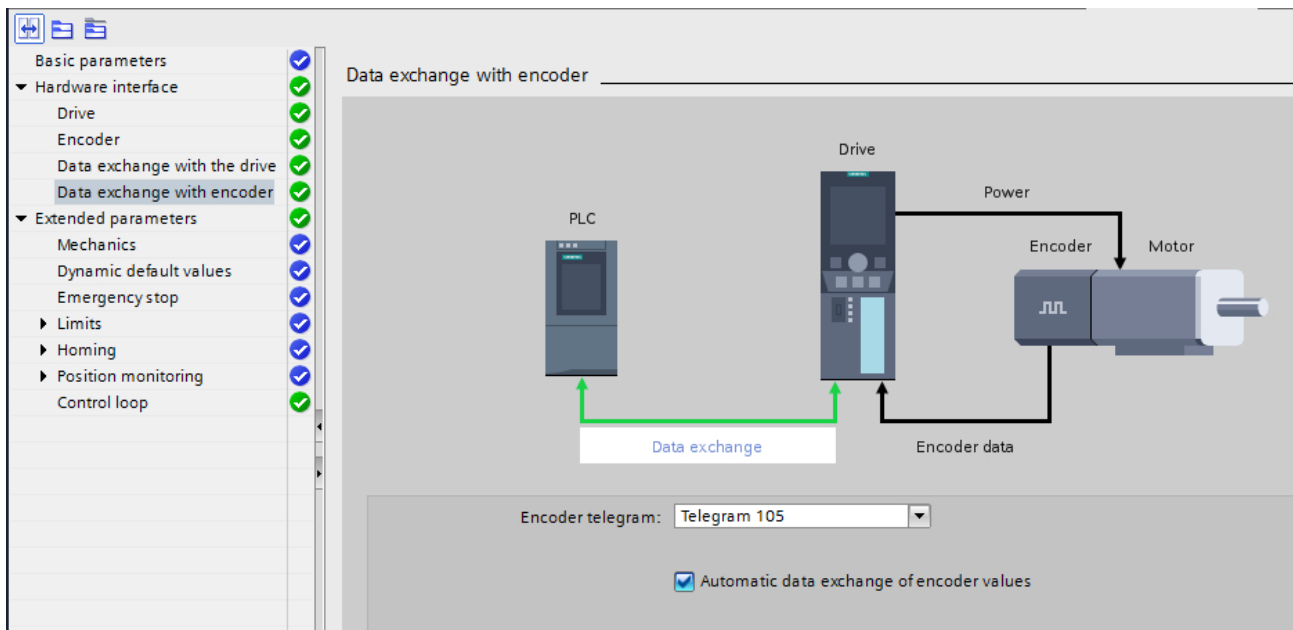 Basic parameters
Hardware interface
Drive
Encoder
Data exchange with the drive
Data exchange with encoder
Extended parameters
Mechanics
Dynamic default values
Emergency stop
Limits
Homing
Position monitoring
Control loop
Data exchange with encoder
Drive
Power
PLC
Encoder
Motor
Data exchange
Encoder data
Encoder telegram: Telegram 105
Automatic data exchange of encoder values